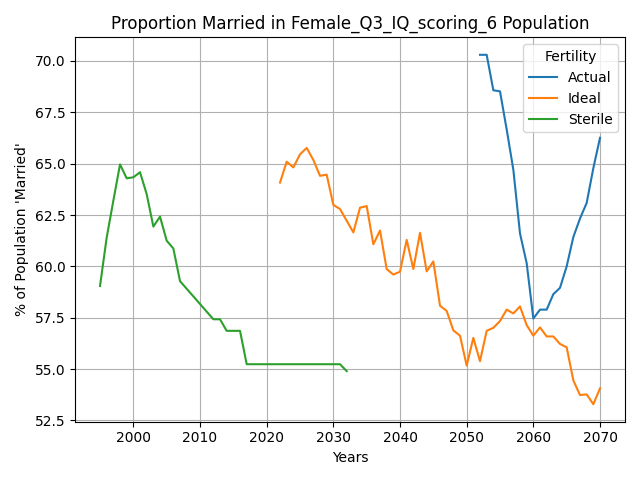 Proportion Married in Female_Q3_IQ_scoring_6 Population
% of Population 'Married'
70.0
67.5
65.0
62.5
60.0
57.5
55.0
52.5
Fertility
Actual
Ideal
Sterile
2000 2010 2020 2030 2040 2050 2060 2070
Years